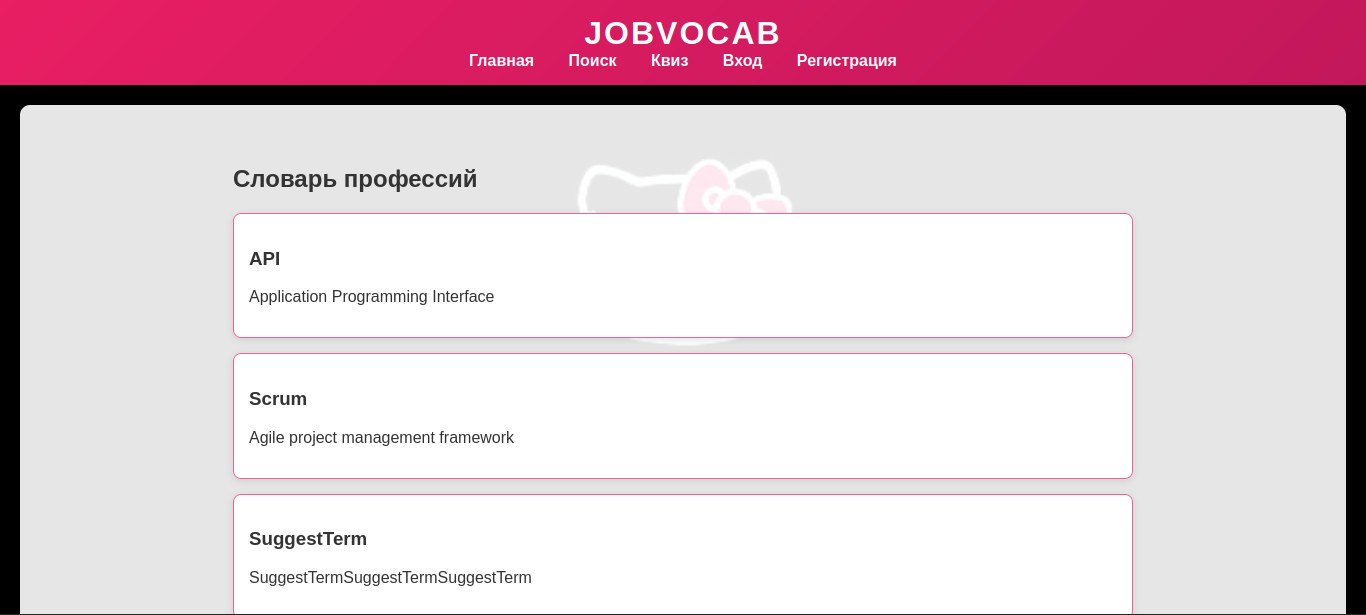 JOBVOCAB
Главная Поиск Квиз Вход Регистрация
Словарь профессий
API
Application Programming Interface
Scrum
Agile project management framework
SuggestTerm
SuggestTermSuggestTermSuggestTerm